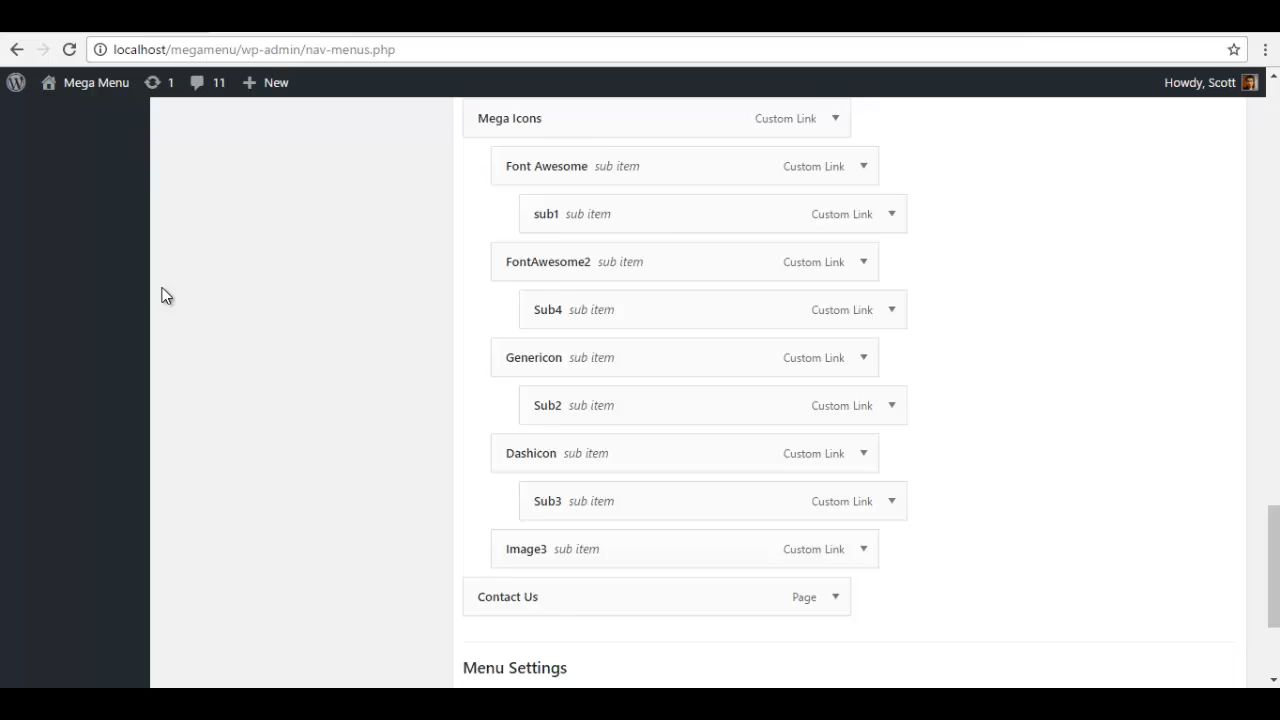 localhost/megamenu/wp-admin/nav-menus.php
Mega Menu 1 11 New Howdy, Scott
Mega Icons Custom Link
Font Awesome sub item Custom Link
sub1 sub item Custom Link
FontAwesome2 sub item Custom Link
Sub4 sub item Custom Link
Genericon sub item Custom Link
Sub2 sub item Custom Link
Dashicon sub item Custom Link
Sub3 sub item Custom Link
Image3 sub item Custom Link
Contact Us Page
Menu Settings